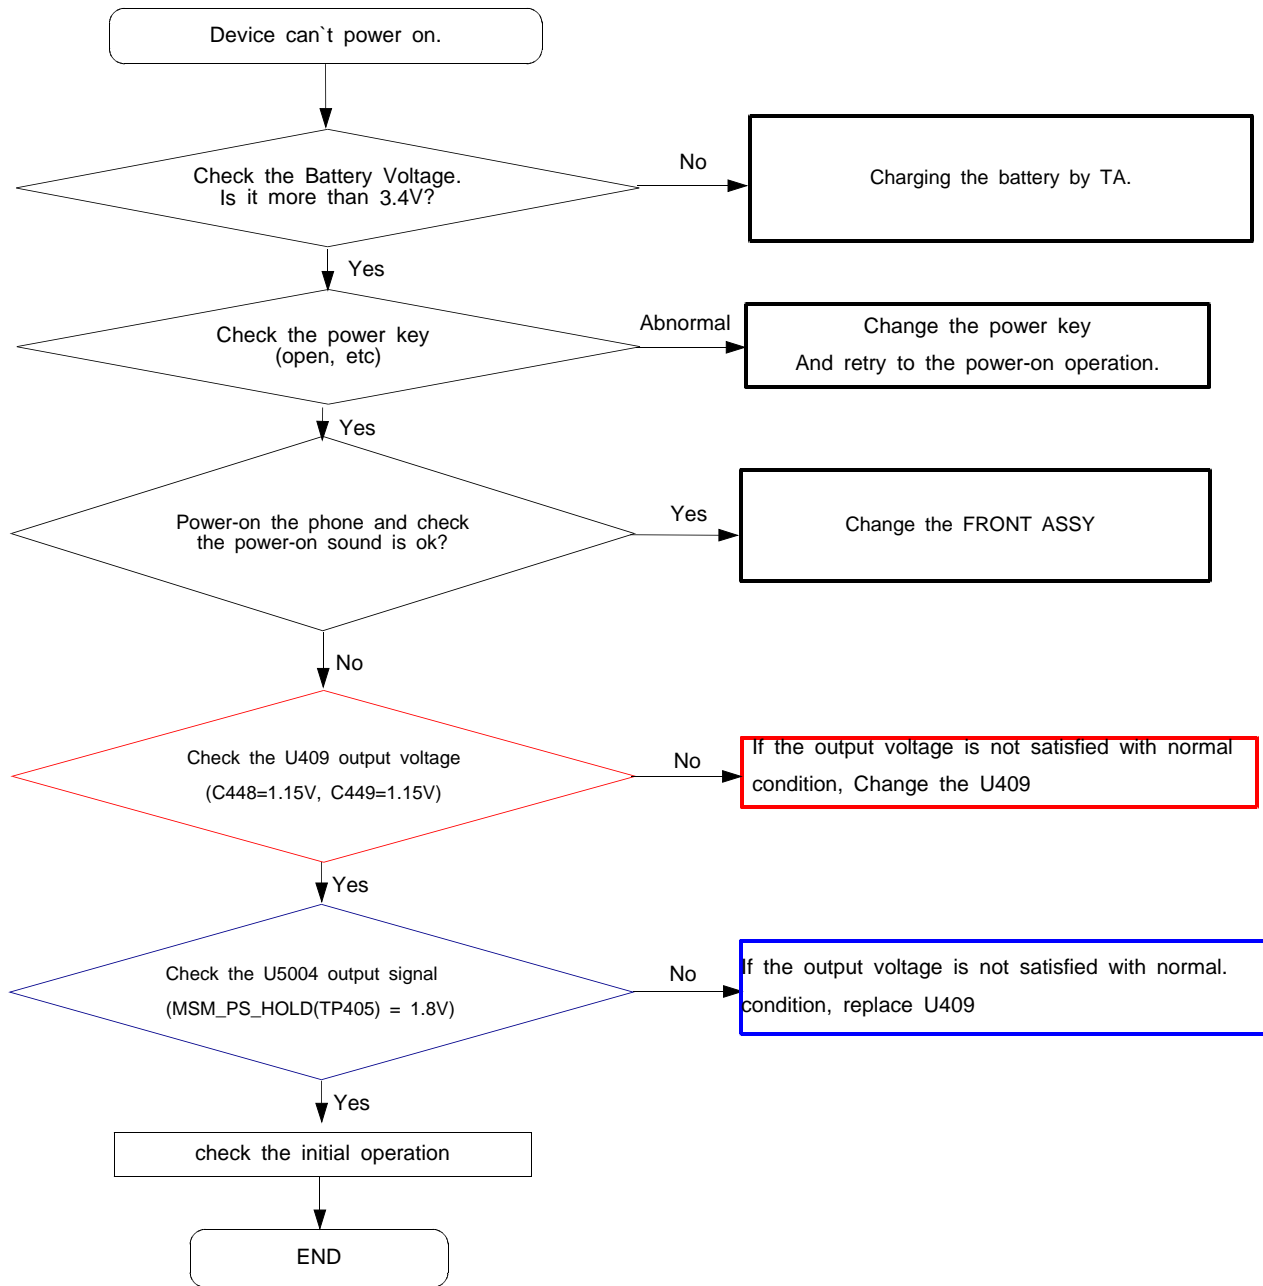 Device can`t power on.
Check the Battery Voltage.
Is it more than 3.4V?
No
Charging the battery by TA.
Yes
Check the power key
(open, etc)
Abnormal
Change the power key
And retry to the power-on operation.
Yes
Power-on the phone and check
the power-on sound is ok?
Yes
Change the FRONT ASSY
No
Check the U409 output voltage
(C448=1.15V, C449=1.15V)
No
If the output voltage is not satisfied with normal
condition, Change the U409
Yes
Check the U5004 output signal
(MSM_PS_HOLD(TP405) = 1.8V)
No
If the output voltage is not satisfied with normal.
condition, replace U409
Yes
check the initial operation
END